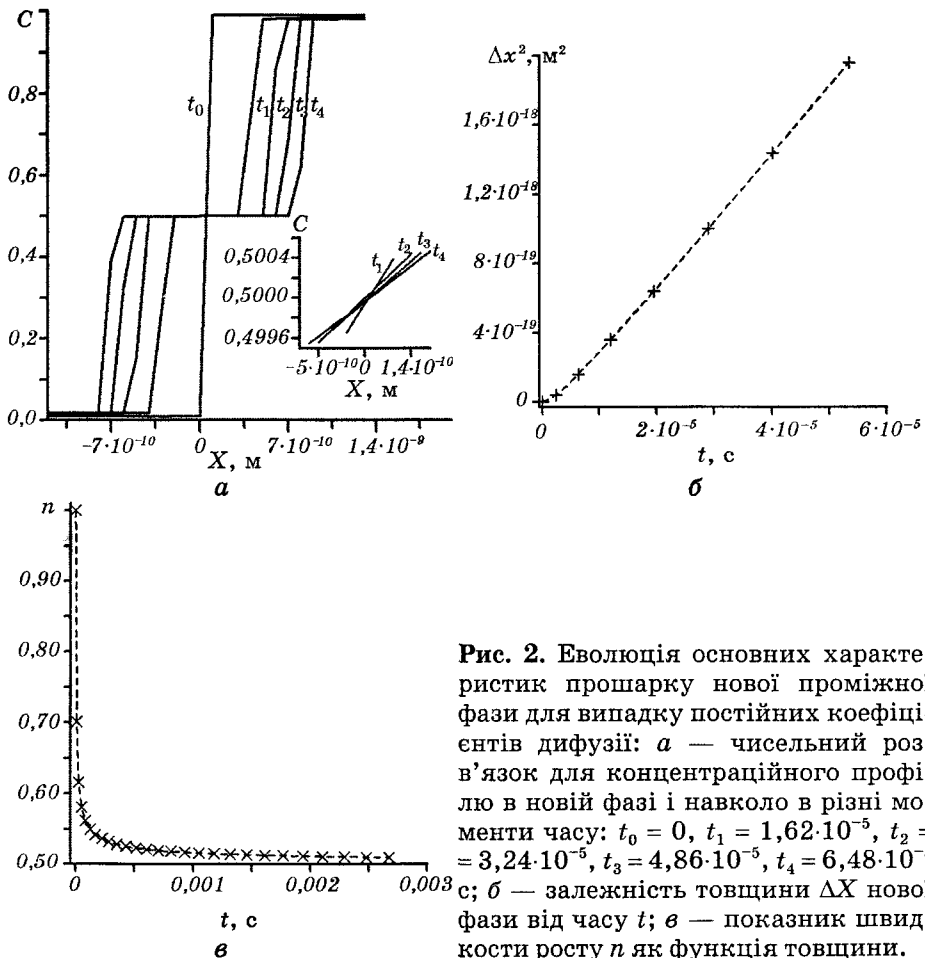 C
0,8
0,6
0,4
0,2
0,0
t₀
t₁
t₂
t₃
t₄
C
0,5004
0,5000
0,4996
t₁
t₂
t₃
t₄
−5·10⁻¹⁰
0
1,4·10⁻¹⁰
X, м
−7·10⁻¹⁰
0
7·10⁻¹⁰
1,4·10⁻⁹
X, м
а
Δx², м²
1,6·10⁻¹⁸
1,2·10⁻¹⁸
8·10⁻¹⁹
4·10⁻¹⁹
0
0
2·10⁻⁵
4·10⁻⁵
6·10⁻⁵
t, с
б
n
0,90
0,80
0,70
0,60
0,50
0
0,001
0,002
0,003
t, с
в
Рис. 2. Еволюція основних характе
ристик прошарку нової проміжної
фази для випадку постійних коефіці
єнтів дифузії: а — чисельний роз
в'язок для концентраційного профі
лю в новій фазі і навколо в різні мо
менти часу: t₀ = 0, t₁ = 1,62·10⁻⁵, t₂ =
= 3,24·10⁻⁵, t₃ = 4,86·10⁻⁵, t₄ = 6,48·10⁻
с; б — залежність товщини ΔX ново
фази від часу t; в — показник швид
кости росту n як функція товщини.